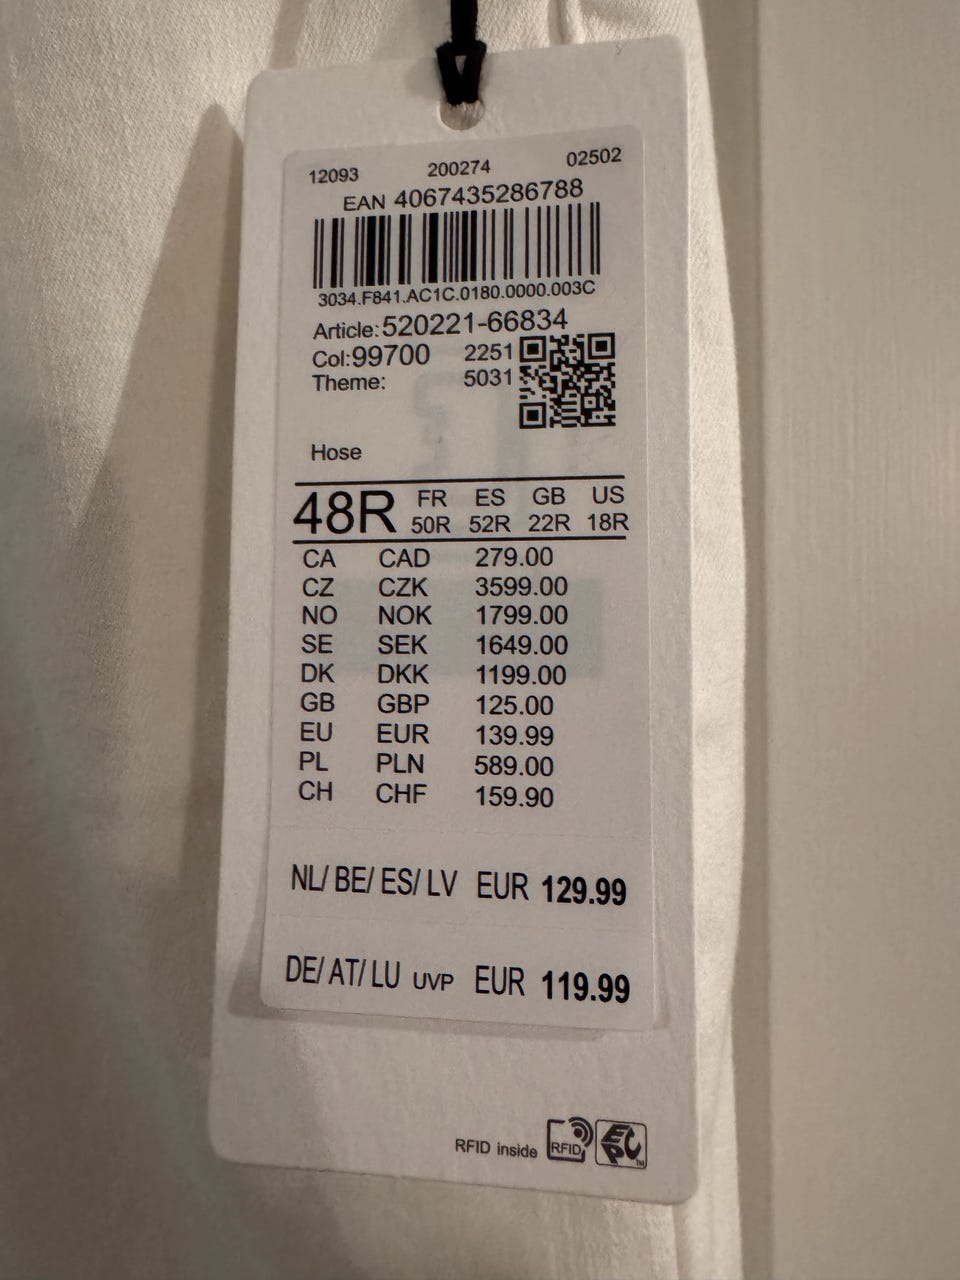 12093 200274 02502
EAN 4067435286788
3034.F841.AC1C.0180.0000.003C
Article:520221-66834
Col:99700 2251
Theme: 5031
Hose
48R FR ES GB US
50R 52R 22R 18R
CA CAD 279.00
CZ CZK 3599.00
NO NOK 1799.00
SE SEK 1649.00
DK DKK 1199.00
GB GBP 125.00
EU EUR 139.99
PL PLN 589.00
CH CHF 159.90
NL/ BE/ ES/ LV EUR 129.99
DE/ AT/ LU UVP EUR 119.99
RFID inside RFID EPC TM